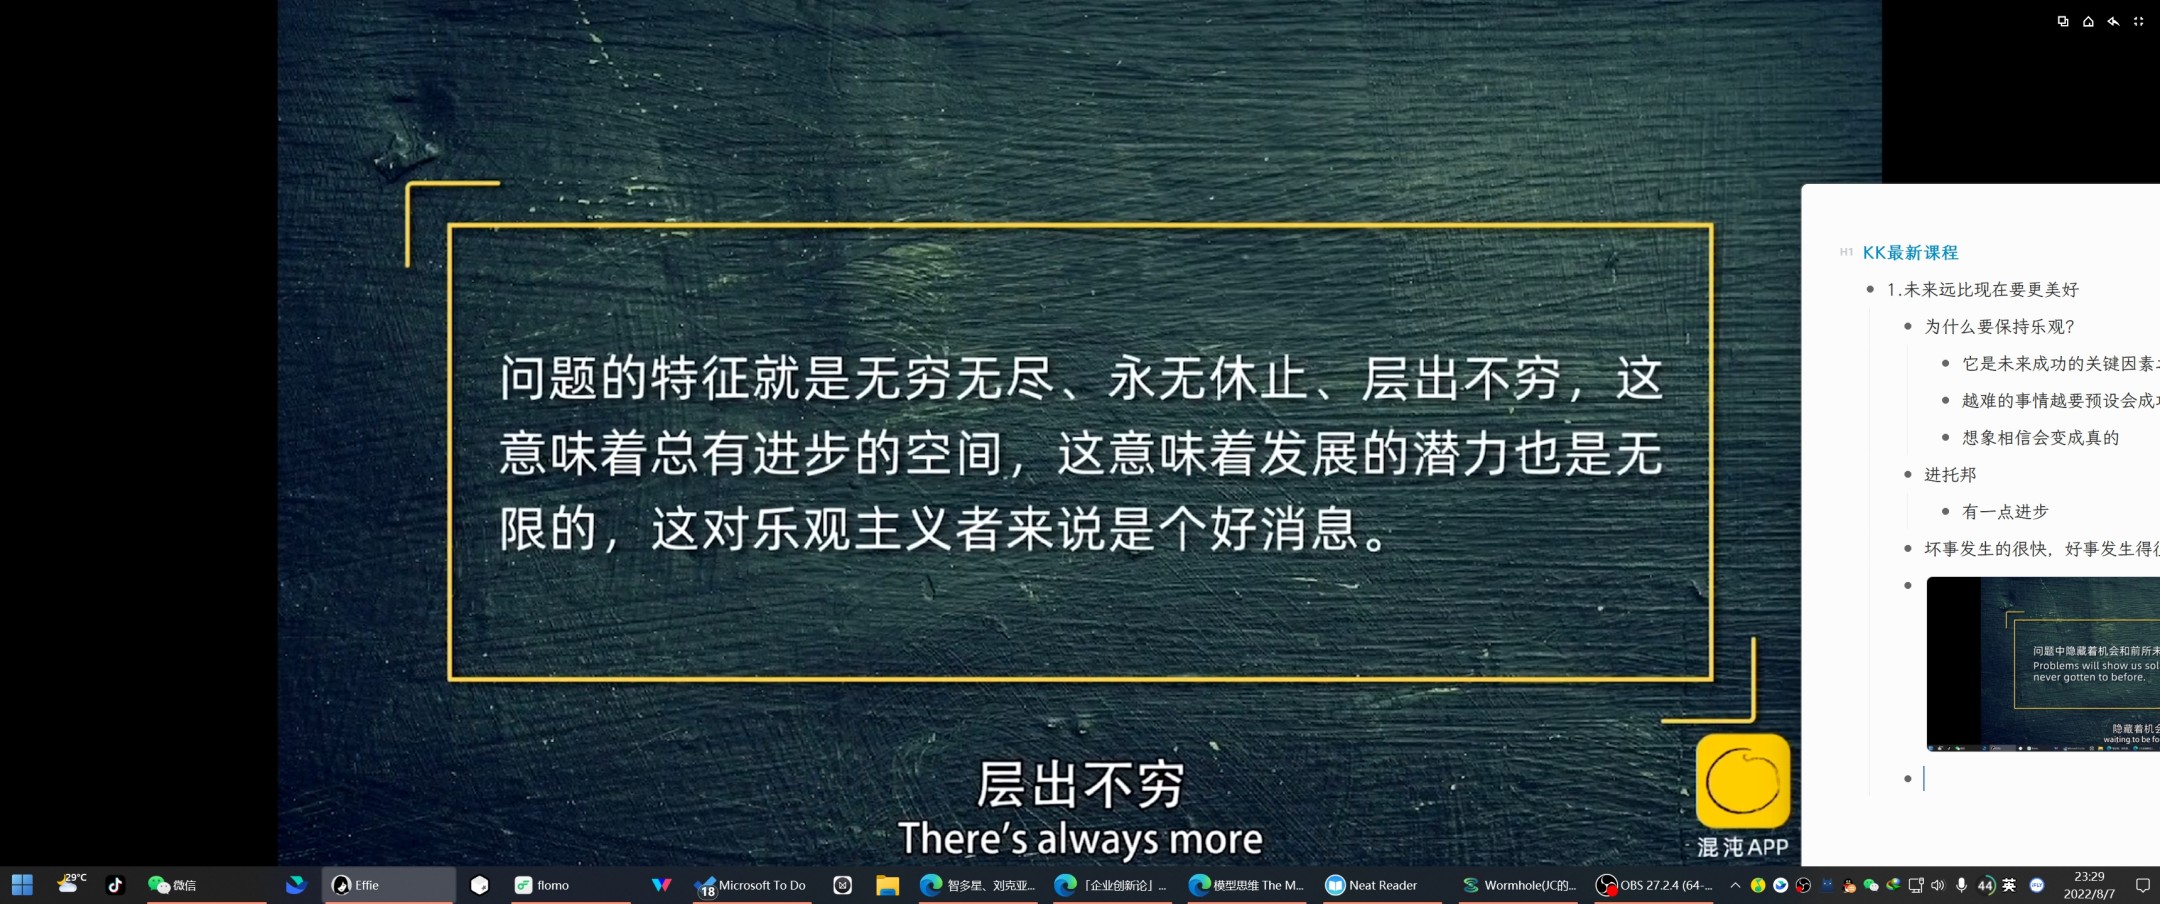 问题的特征就是无穷无尽、永无休止、层出不穷，这
意味着总有进步的空间，这意味着发展的潜力也是无
限的，这对乐观主义者来说是个好消息。
层出不穷
There's always more
混沌APP
H1 KK最新课程
1.未来远比现在要更美好
为什么要保持乐观?
它是未来成功的关键因素
越难的事情越要预设会成
想象相信会变成真的
进托邦
有一点进步
坏事发生的很快，好事发生得
问题中隐藏着机会和前所
Problems will show us sol
never gotten to before.
隐藏着机
waiting to be fo
29°C
微信
Effie
flomo
18
Microsoft To Do
智多星、刘克亚...
「企业创新论」...
模型思维 The M...
Neat Reader
Wormhole(JC的...
OBS 27.2.4 (64-...
44
英
23:29
2022/8/7